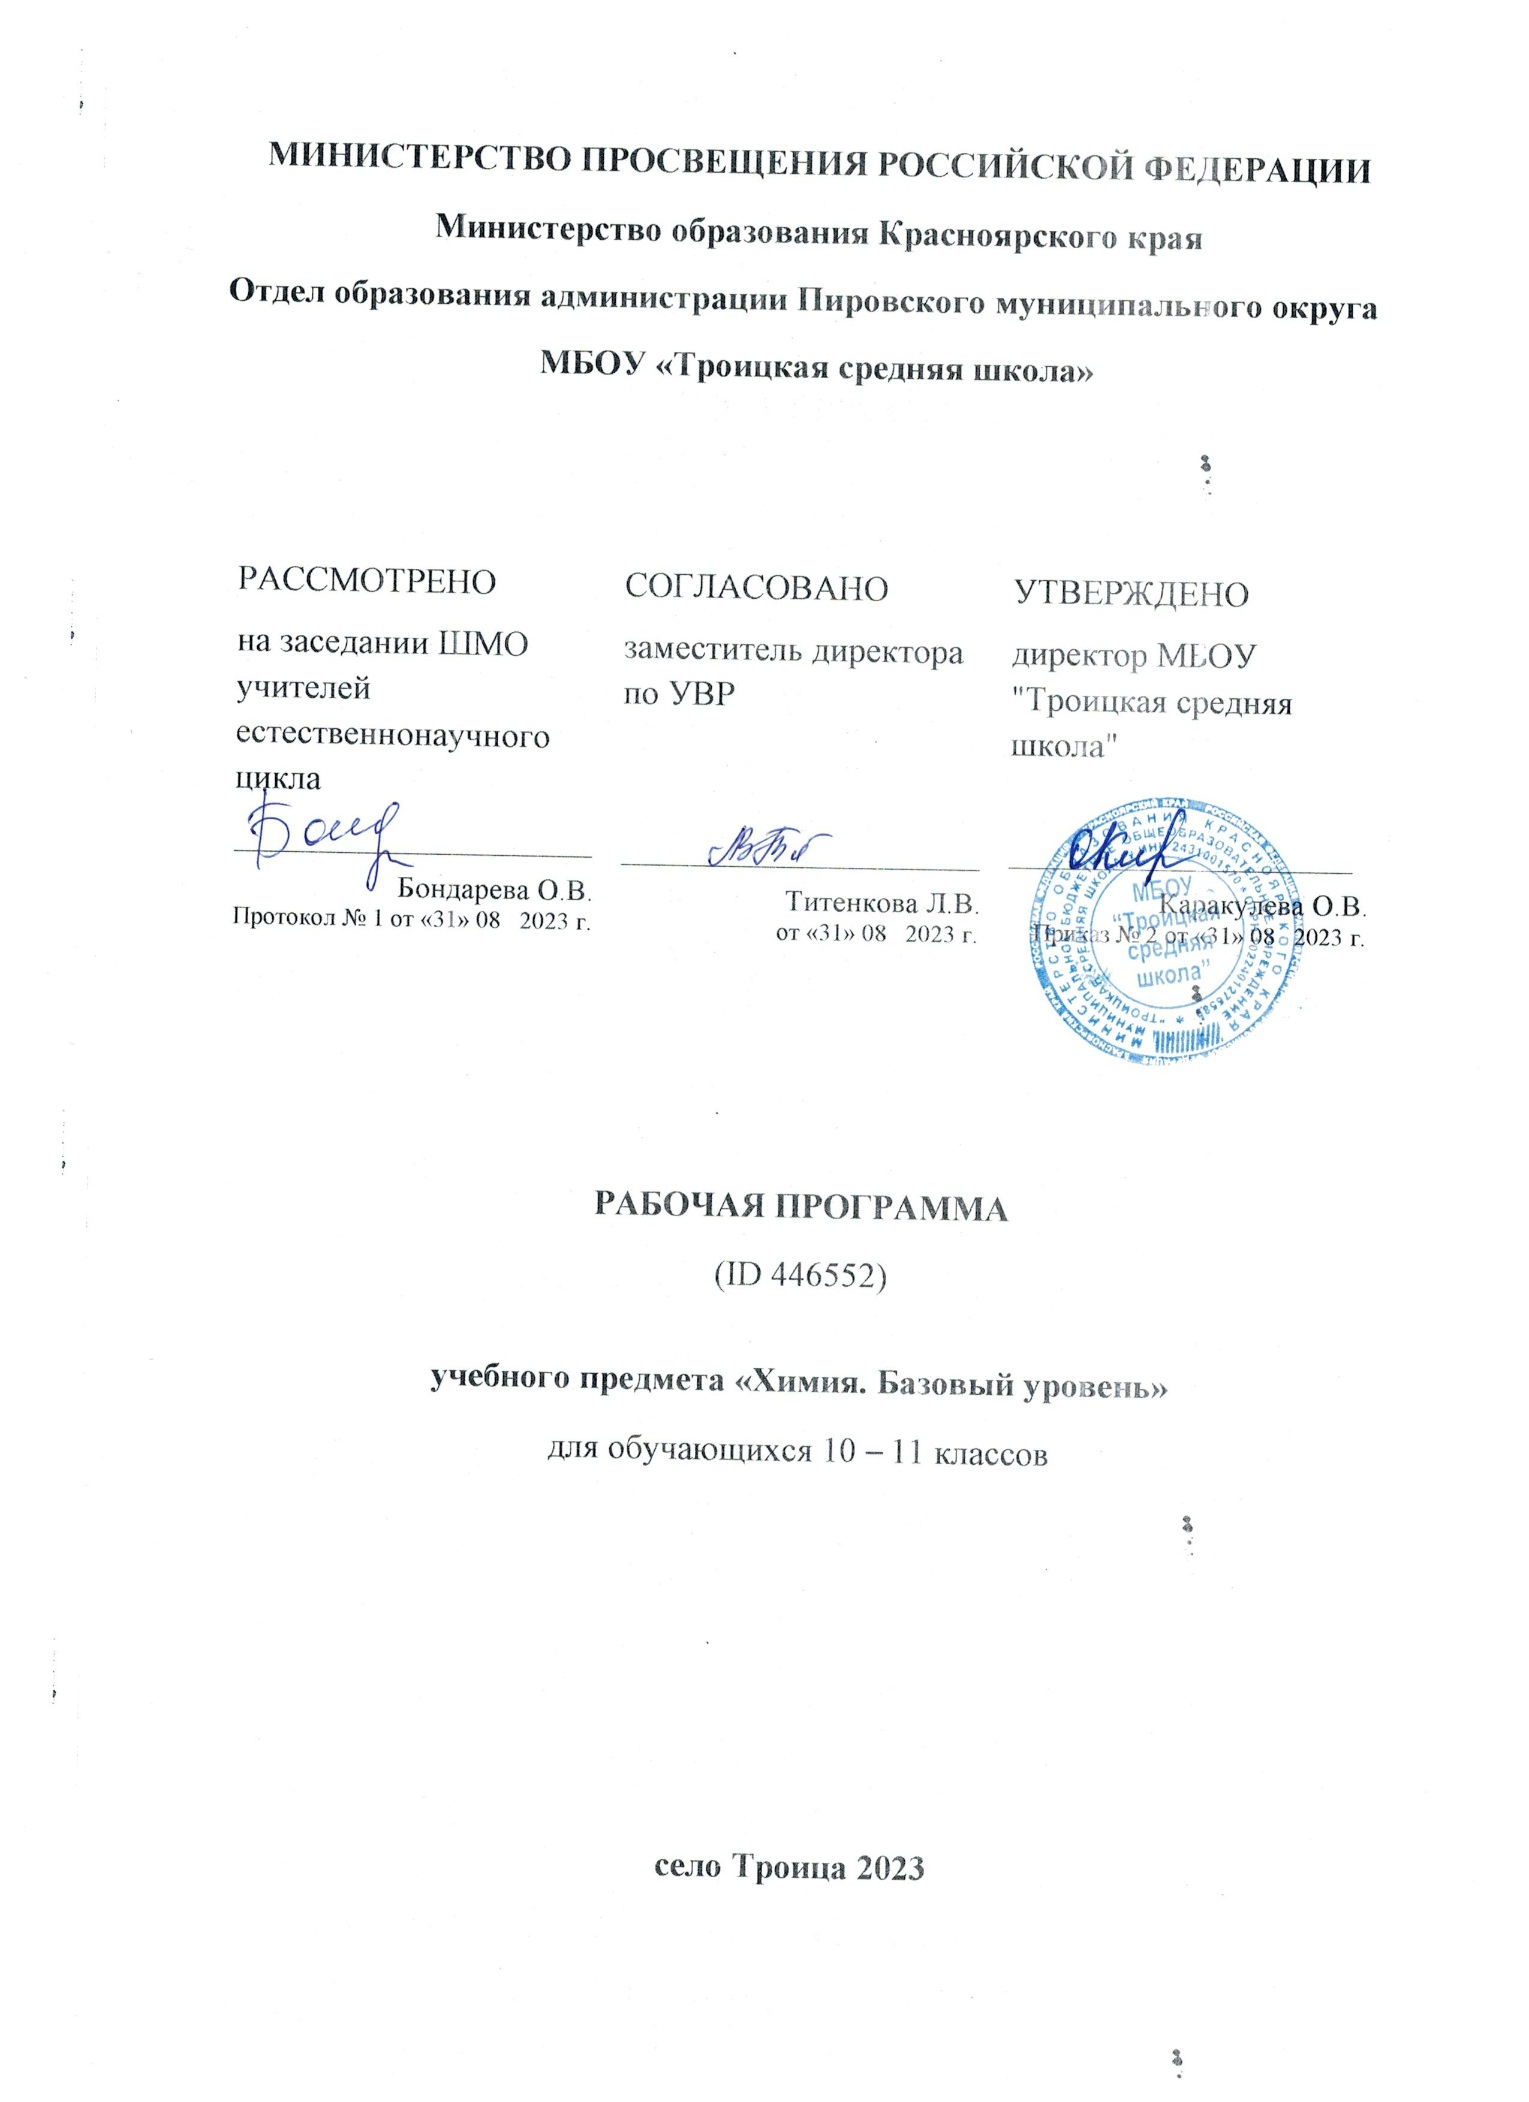 МИНИСТЕРСТВО ПРОСВЕЩЕНИЯ РОССИЙСКОЙ ФЕДЕРАЦИИ
Министерство образования Красноярского края
Отдел образования администрации Пировского муниципального округа
МБОУ «Троицкая средняя школа»
РАССМОТРЕНО
на заседании ШМО
учителей
естественнонаучного
цикла
Бондарева О.В.
Протокол № 1 от «31» 08 2023 г.
СОГЛАСОВАНО
заместитель директора
по УВР
Титенкова Л.В.
от «31» 08 2023 г.
УТВЕРЖДЕНО
директор МБОУ
"Троицкая средняя
школа"
Каракулева О.В.
Приказ № 2 от «31» 08 2023 г.
МБОУ
“Троицкая
средняя
школа”
РАБОЧАЯ ПРОГРАММА
(ID 446552)
учебного предмета «Химия. Базовый уровень»
для обучающихся 10 – 11 классов
село Троица 2023